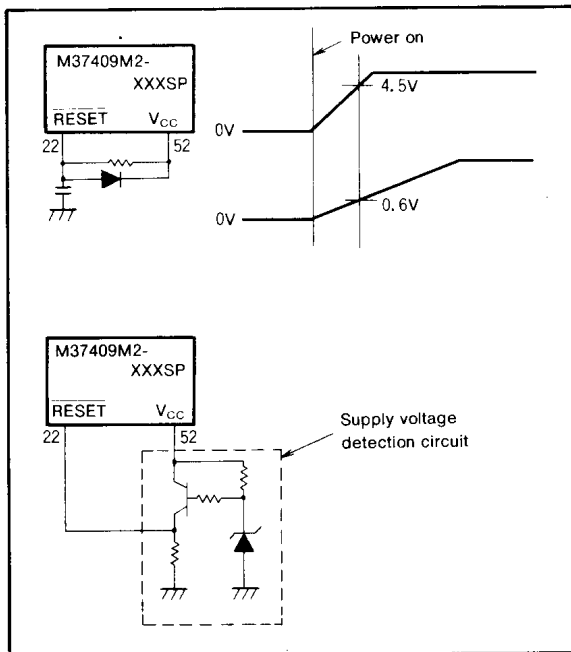 M37409M2-
XXXSP
RESET VCC
22 52
Power on
4.5V
0V
0.6V
0V
M37409M2-
XXXSP
RESET VCC
22 52
Supply voltage
detection circuit